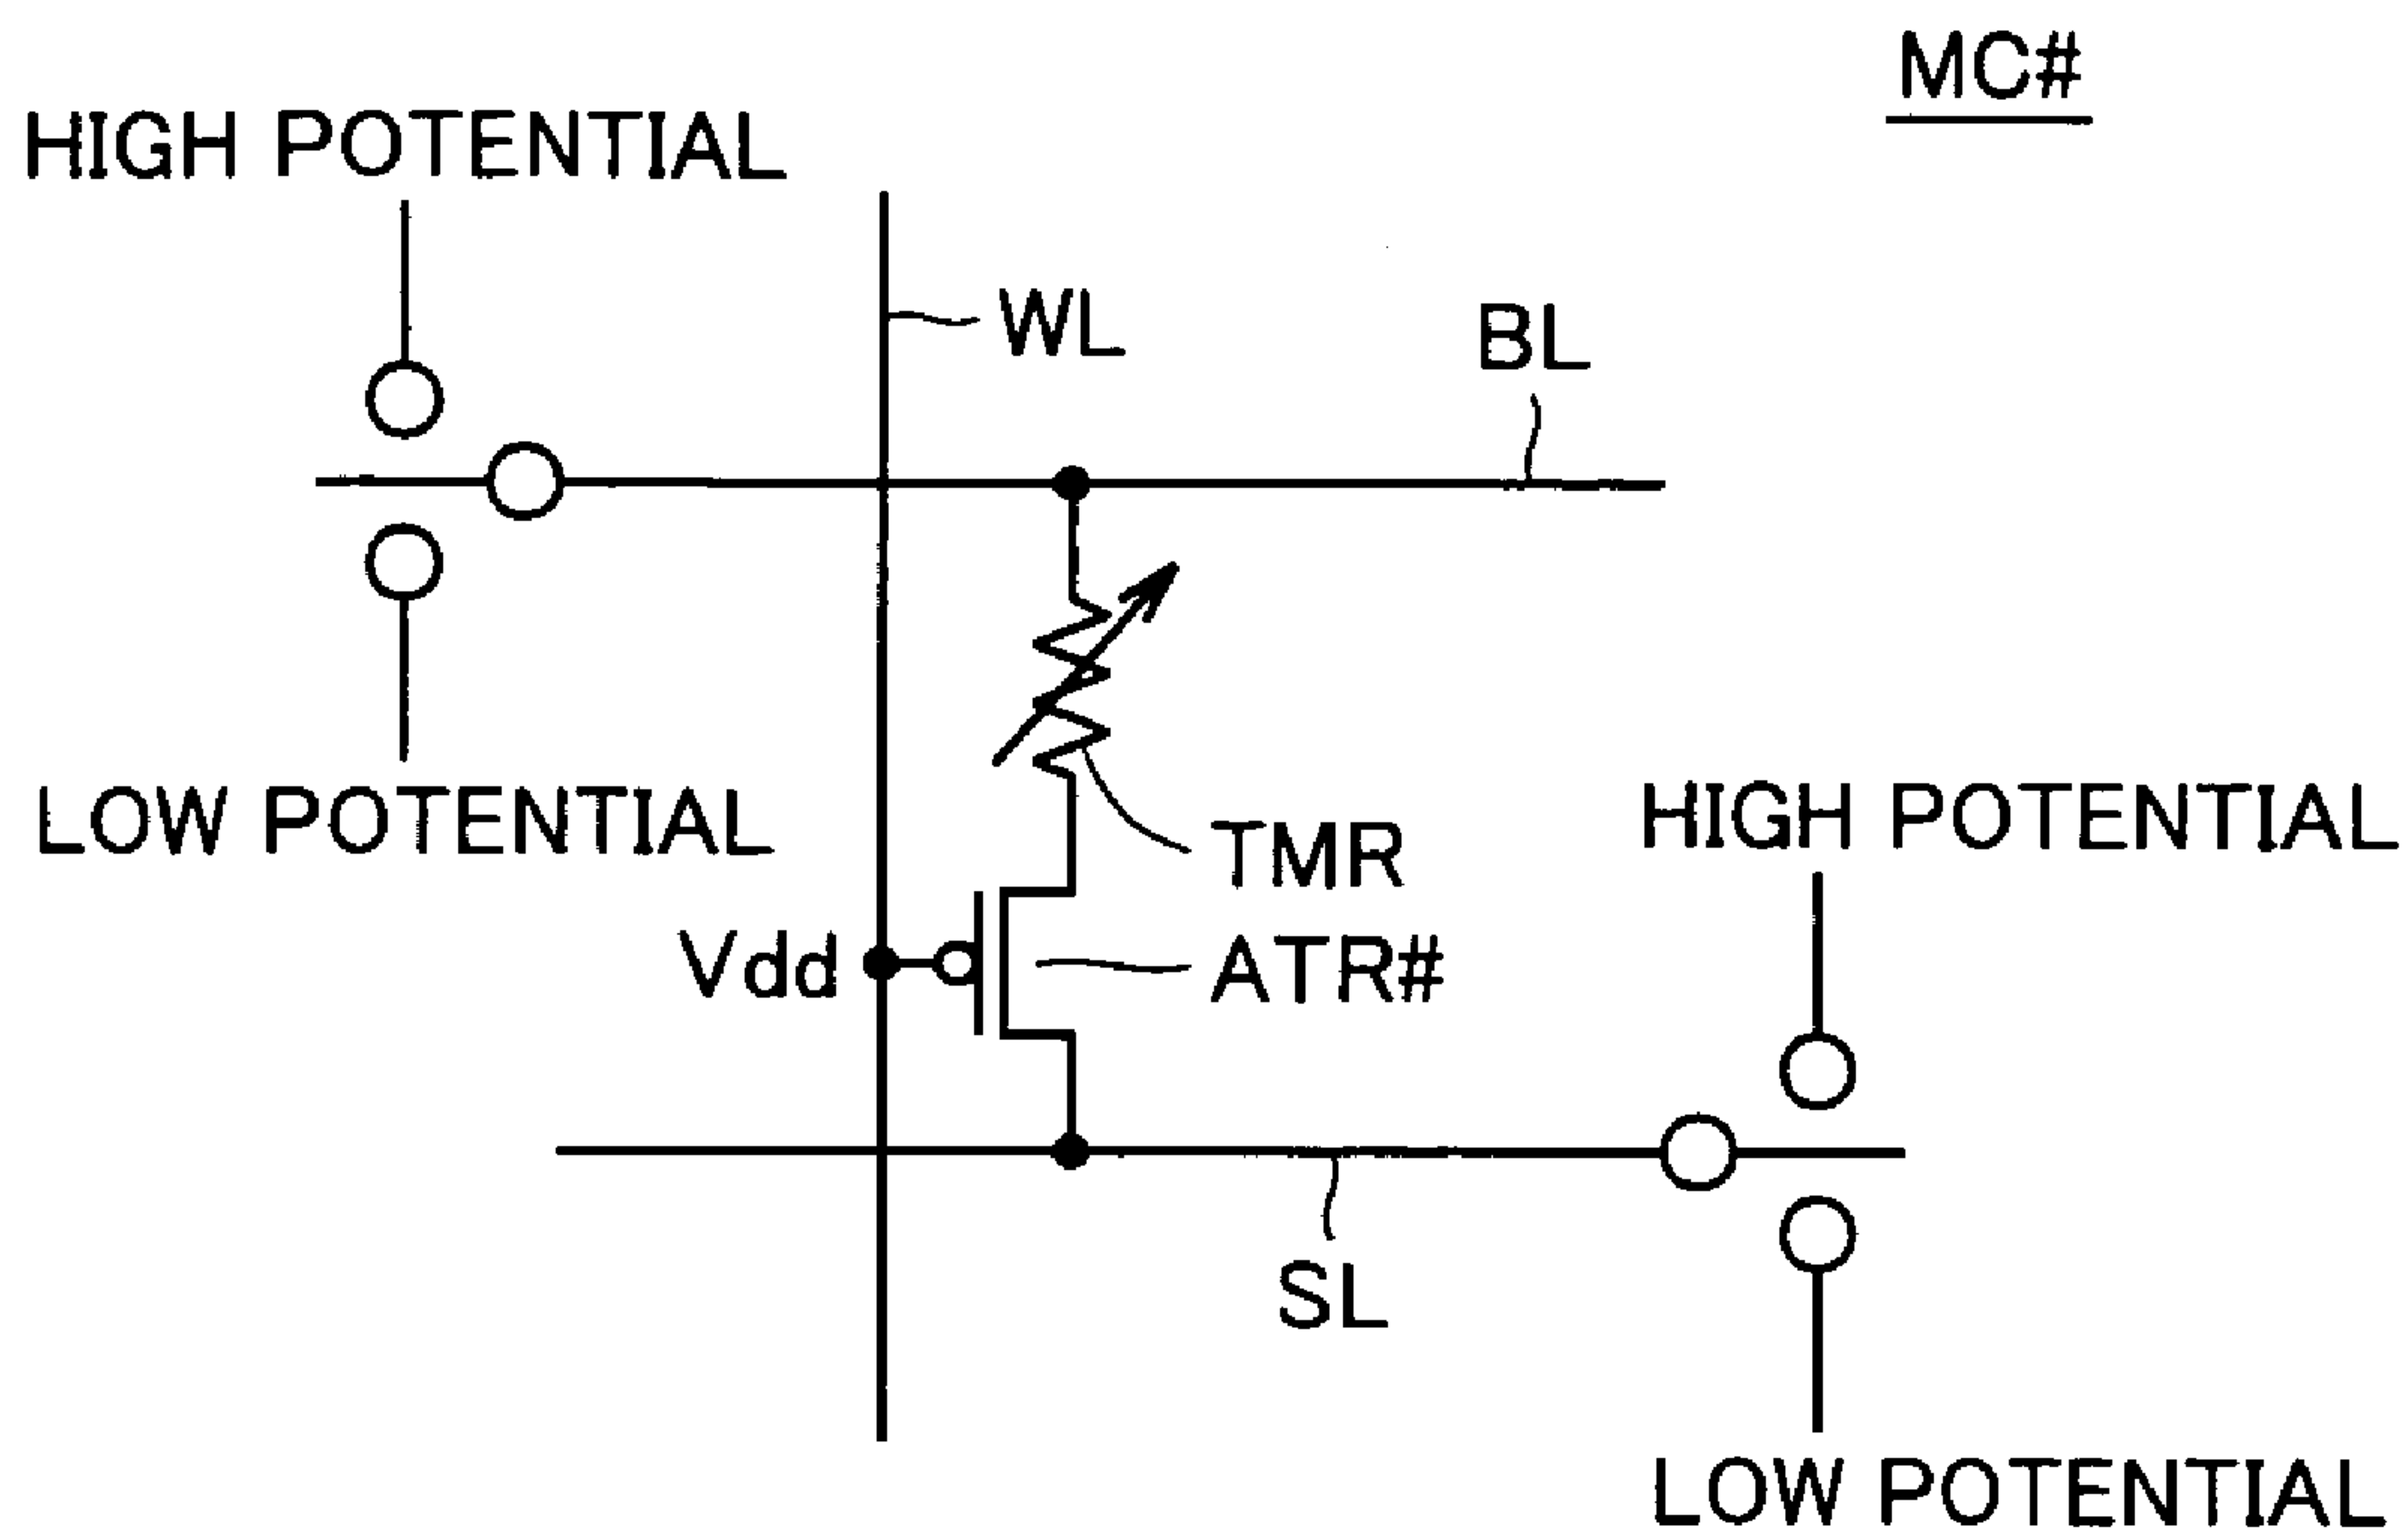 MC#
HIGH POTENTIAL
WL
BL
LOW POTENTIAL
HIGH POTENTIAL
TMR
Vdd
ATR#
SL
LOW POTENTIAL